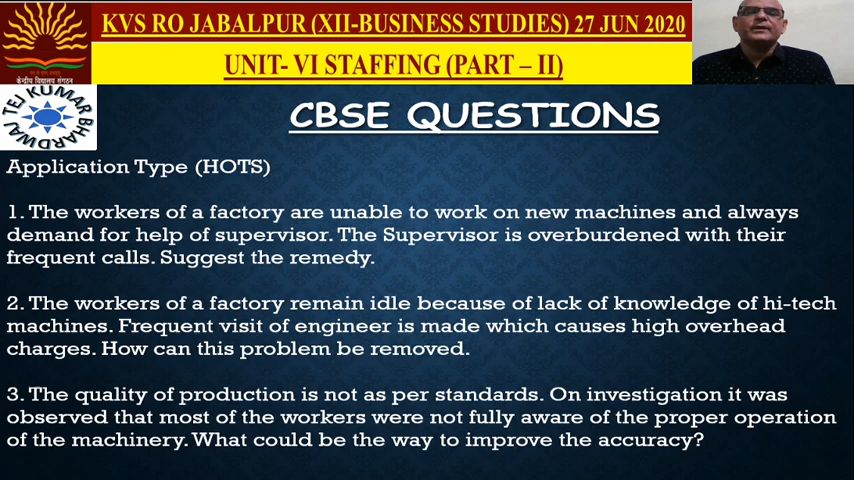 KVS RO JABALPUR (XII-BUSINESS STUDIES) 27 JUN 2020
UNIT- VI STAFFING (PART – II)
केन्द्रीय विद्यालय संगठन
TEJ KUMAR BHARDWAJ
CBSE QUESTIONS
Application Type (HOTS)
1. The workers of a factory are unable to work on new machines and always
demand for help of supervisor. The Supervisor is overburdened with their
frequent calls. Suggest the remedy.
2. The workers of a factory remain idle because of lack of knowledge of hi-tech
machines. Frequent visit of engineer is made which causes high overhead
charges. How can this problem be removed.
3. The quality of production is not as per standards. On investigation it was
observed that most of the workers were not fully aware of the proper operation
of the machinery. What could be the way to improve the accuracy?